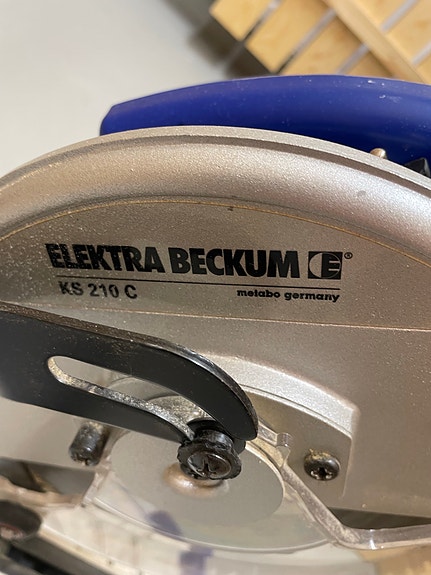 ELEKTRA BECKUM E®
KS 210 C
metabo germany